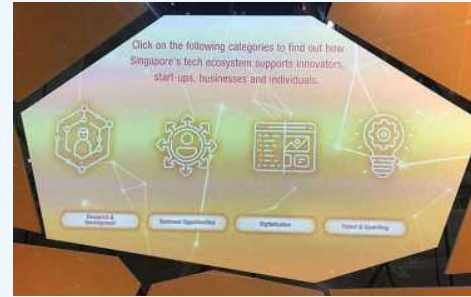 Click on the following categories to find out how
Singapore's tech ecosystem supports innovators,
start-ups, businesses and individuals.
Research &
Development
Business Opportunities
Digitalisation
Talent & Upskilling